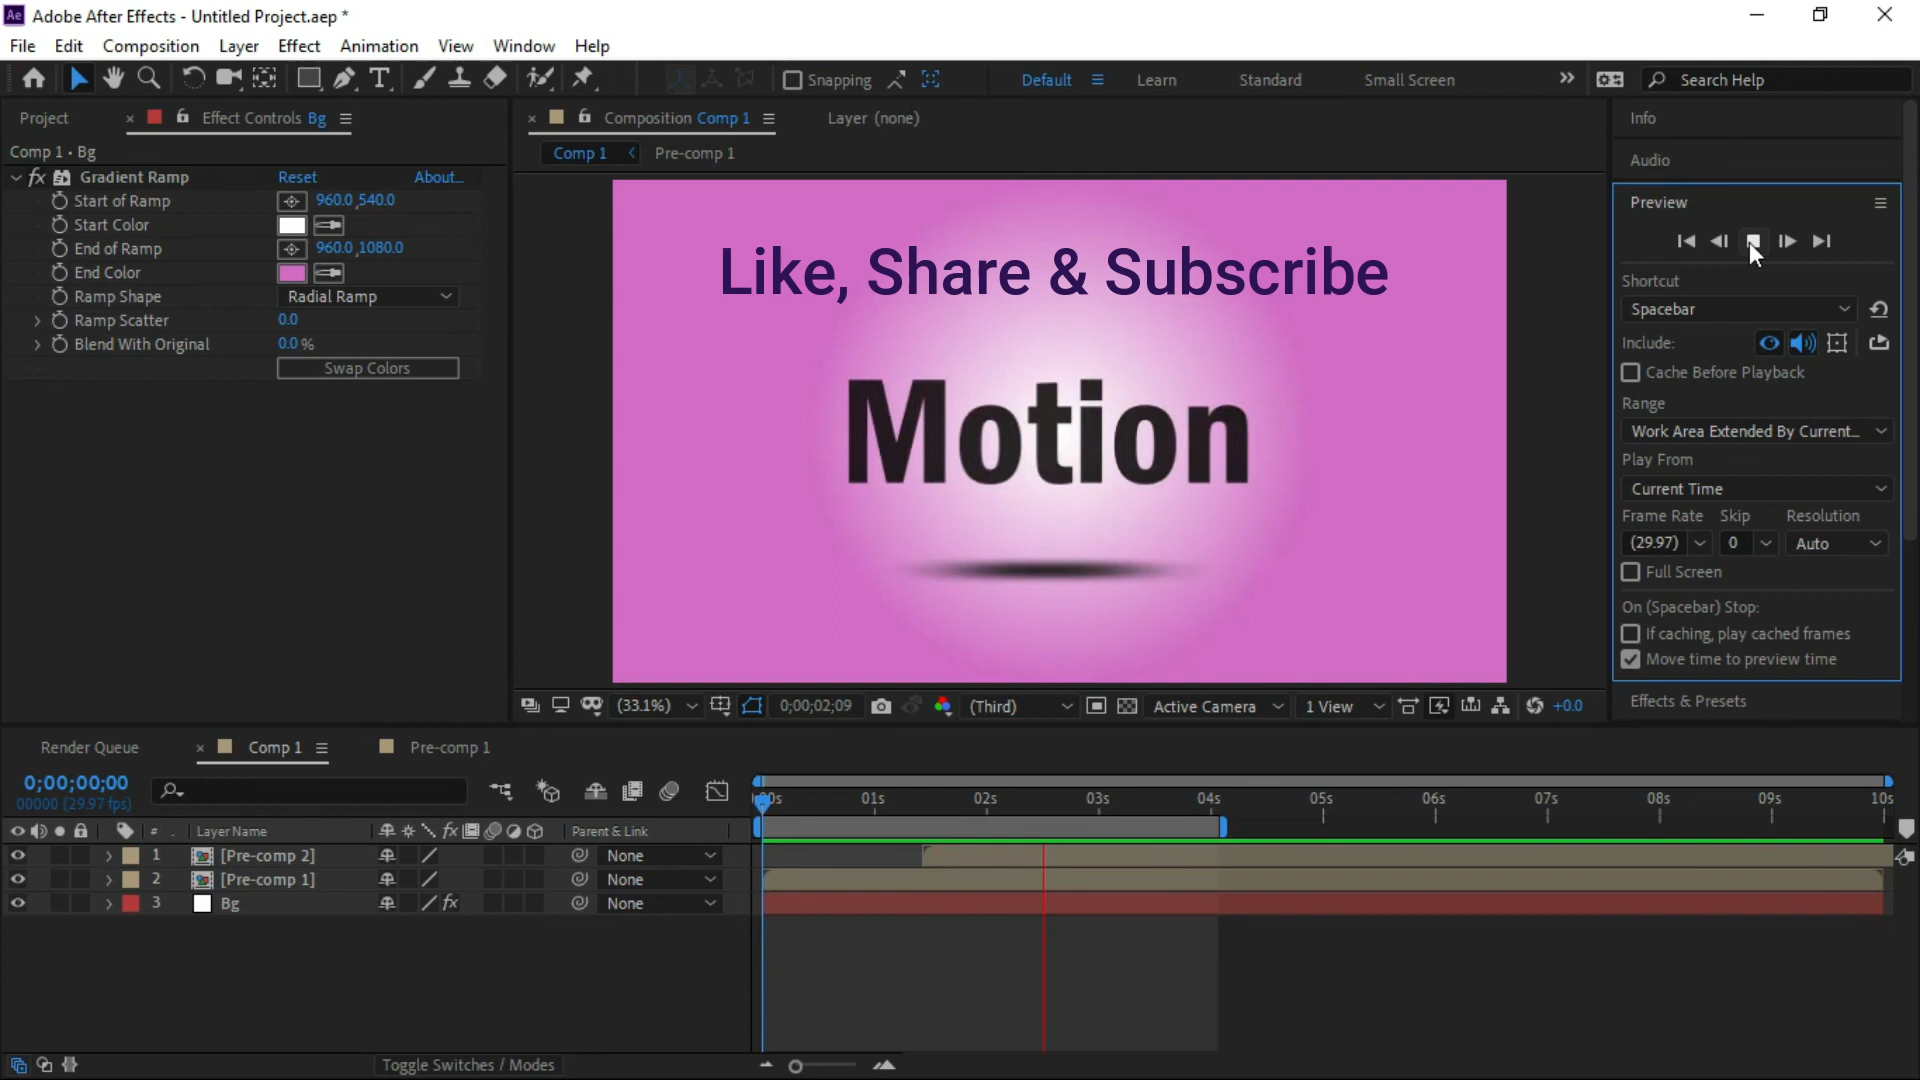 Ae Adobe After Effects - Untitled Project.aep *
File Edit Composition Layer Effect Animation View Window Help
Snapping Default Learn Standard Small Screen Search Help
Project Effect Controls Bg
Comp 1 • Bg
fx Gradient Ramp Reset About...
Start of Ramp 960.0,540.0
Start Color
End of Ramp 960.0,1080.0
End Color
Ramp Shape Radial Ramp
Ramp Scatter 0.0
Blend With Original 0.0%
Swap Colors
Composition Comp 1 Layer (none)
Comp 1 Pre-comp 1
Like, Share & Subscribe
Motion
(33.1%) 0;00;02;09 (Third) Active Camera 1 View +0.0
Info
Audio
Preview
Shortcut
Spacebar
Include:
Cache Before Playback
Range
Work Area Extended By Current...
Play From
Current Time
Frame Rate Skip Resolution
(29.97) 0 Auto
Full Screen
On (Spacebar) Stop:
If caching, play cached frames
Move time to preview time
Effects & Presets
Render Queue Comp 1 Pre-comp 1
0;00;00;00
00000 (29.97 fps)
01s 02s 03s 04s 05s 06s 07s 08s 09s 10s
# Layer Name fx Parent & Link
1 [Pre-comp 2] None
2 [Pre-comp 1] None
3 Bg fx None
Toggle Switches / Modes